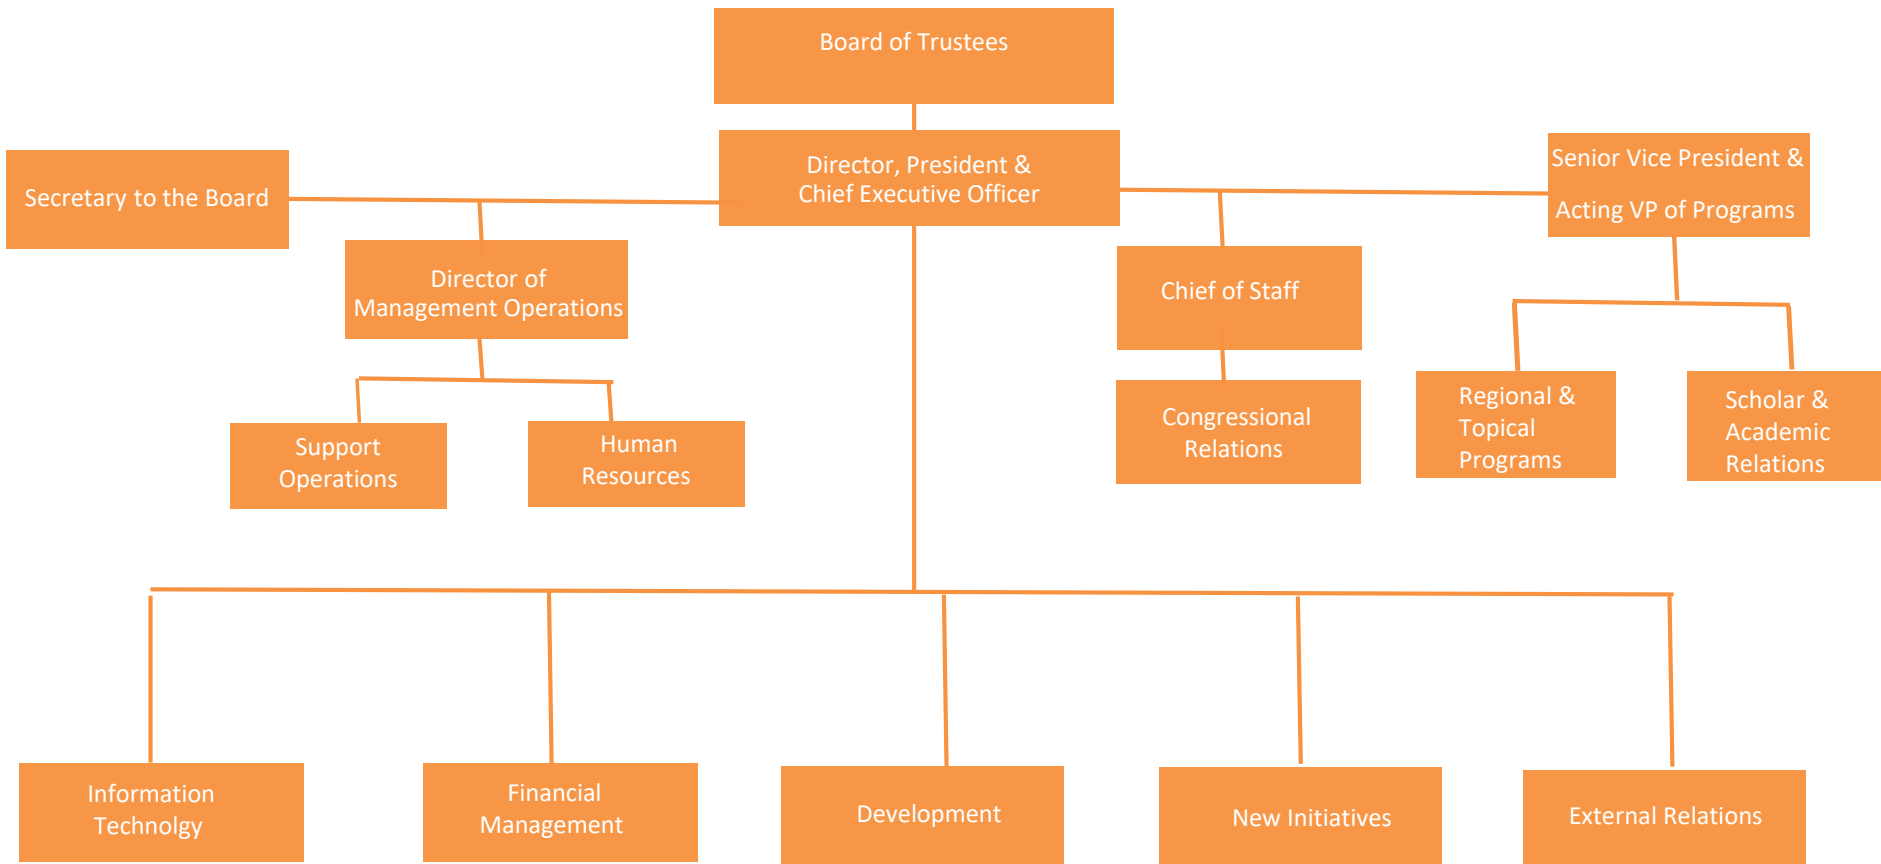 Board of Trustees
Director, President &
Chief Executive Officer
Secretary to the Board
Senior Vice President &
Acting VP of Programs
Director of
Management Operations
Chief of Staff
Support
Operations
Human
Resources
Congressional
Relations
Regional &
Topical
Programs
Scholar &
Academic
Relations
Information
Technolgy
Financial
Management
Development
New Initiatives
External Relations